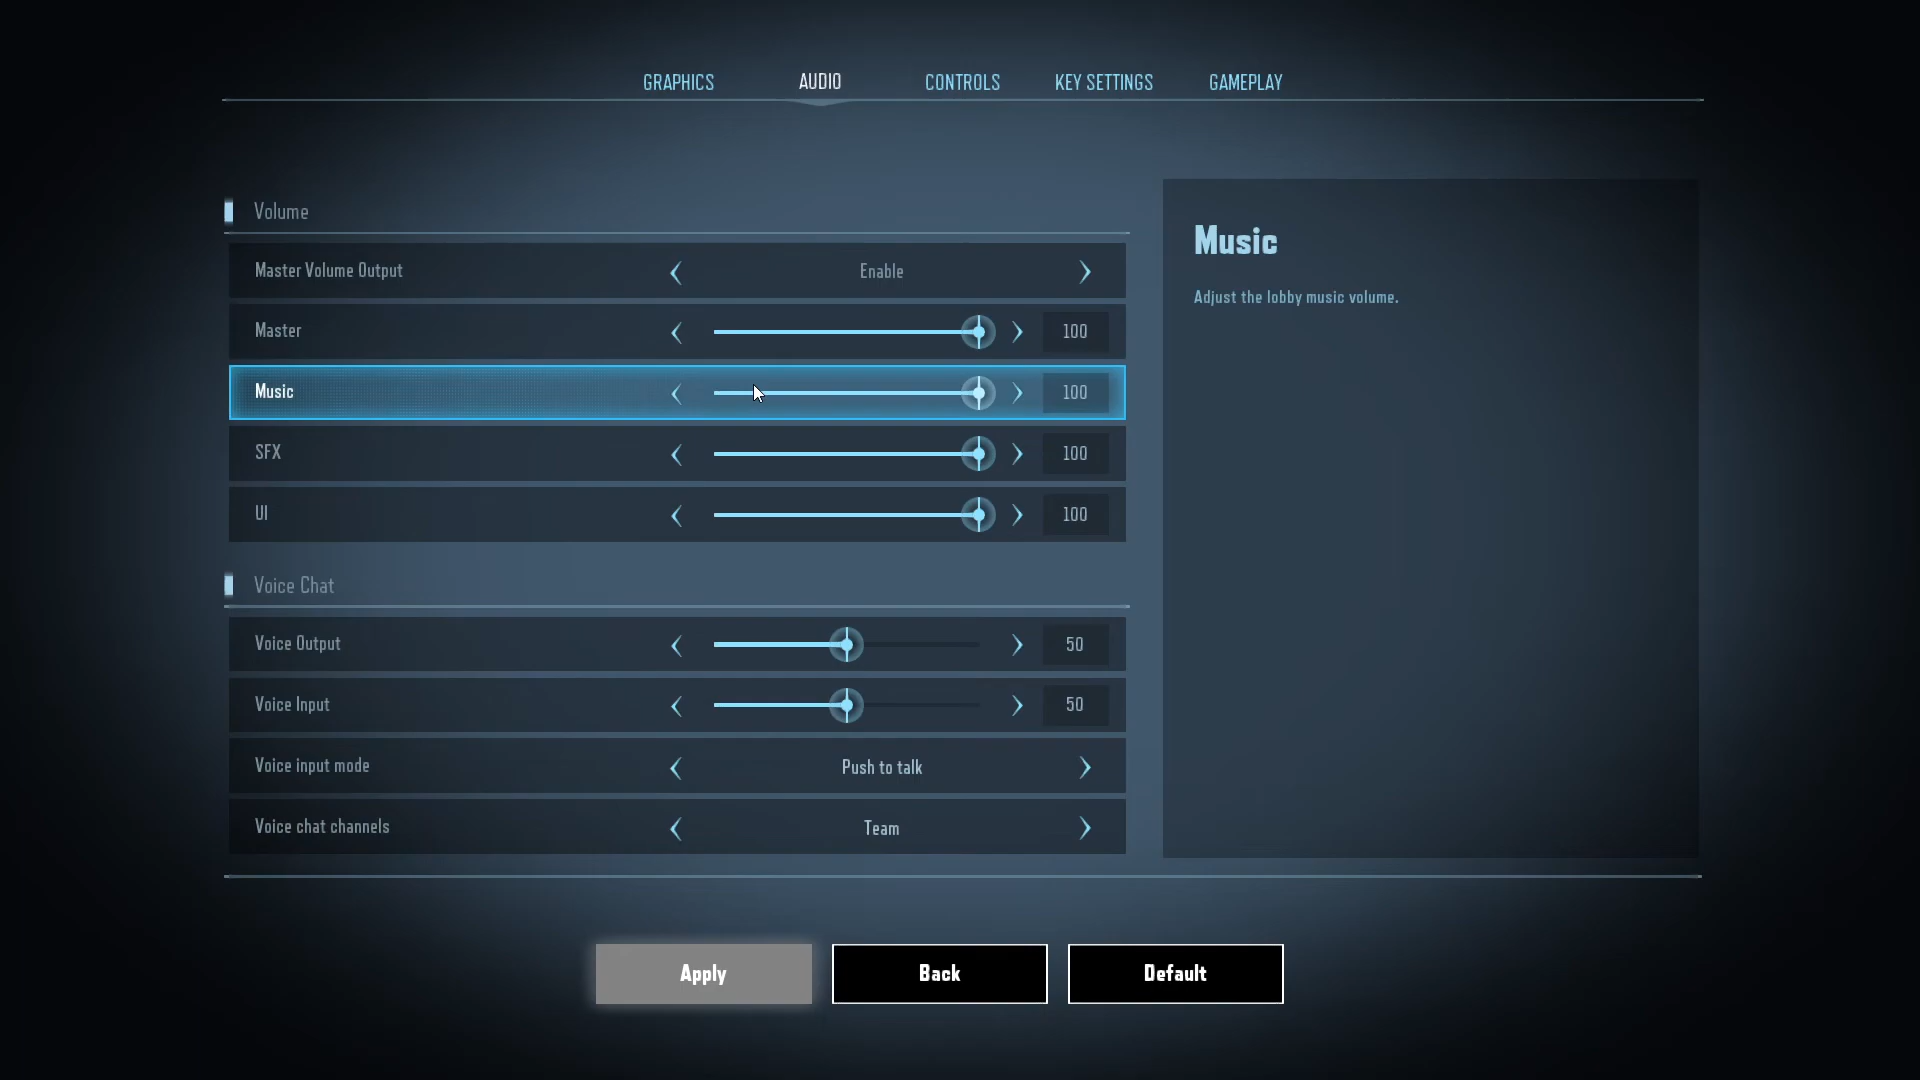 GRAPHICS AUDIO CONTROLS KEY SETTINGS GAMEPLAY
Volume
Master Volume Output Enable
Master 100
Music 100
SFX 100
UI 100
Voice Chat
Voice Output 50
Voice Input 50
Voice input mode Push to talk
Voice chat channels Team
Music
Adjust the lobby music volume.
Apply Back Default